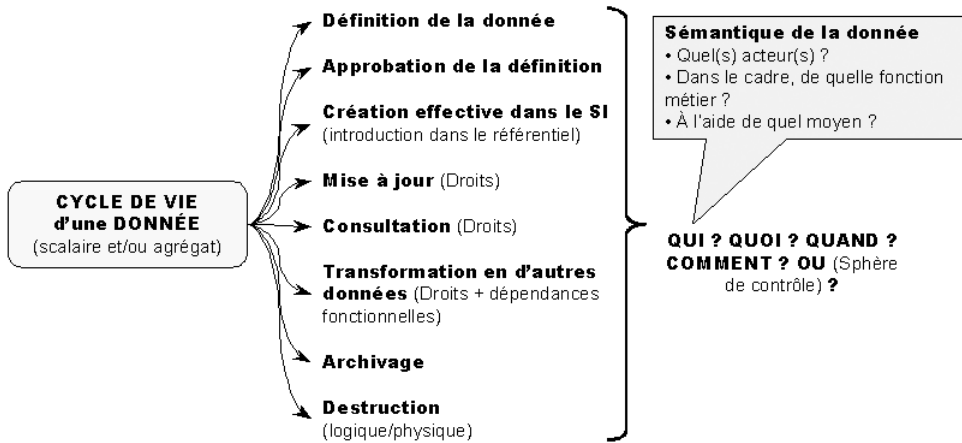 CYCLE DE VIE
d'une DONNÉE
(scalaire et/ou agrégat)
Définition de la donnée
Approbation de la définition
Création effective dans le SI
(introduction dans le référentiel)
Mise à jour (Droits)
Consultation (Droits)
Transformation en d'autres
données (Droits + dépendances
fonctionnelles)
Archivage
Destruction
(logique/physique)
Sémantique de la donnée
• Quel(s) acteur(s) ?
• Dans le cadre, de quelle fonction
métier ?
• À l'aide de quel moyen ?
QUI ? QUOI ? QUAND ?
COMMENT ? OU (Sphère
de contrôle) ?